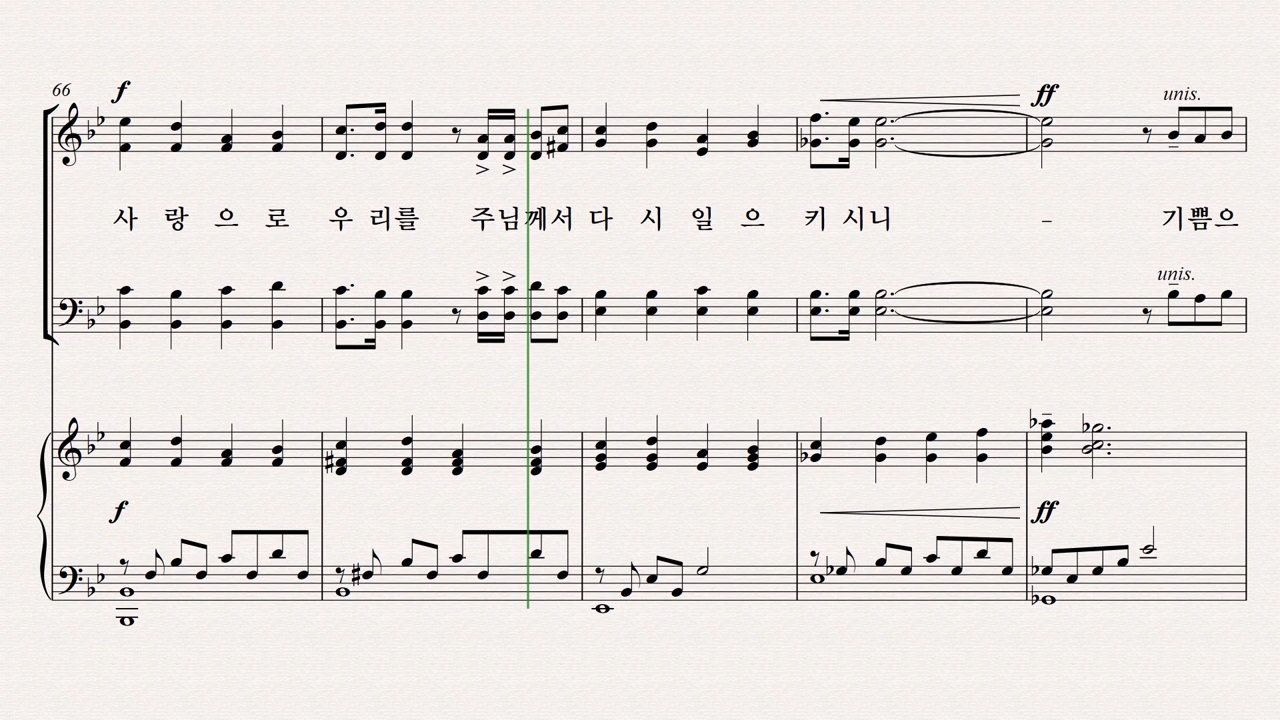 66
f
unis.
사 랑 으 로 우 리를 주님께서 다 시 일 으 키 시니 – 기쁨으
unis.
f ff